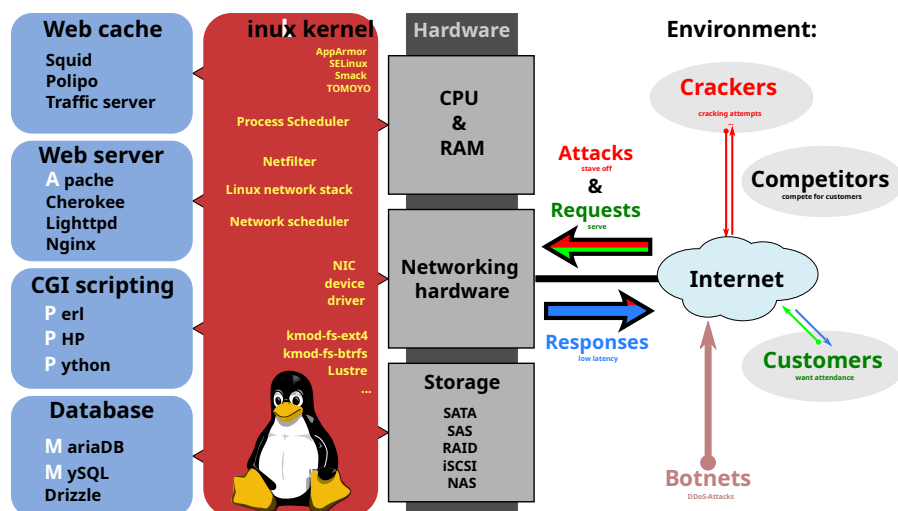 Web cache
Squid
Polipo
Traffic server
Web server
A pache
Cherokee
Lighttpd
Nginx
CGI scripting
P erl
P HP
P ython
Database
M ariaDB
M ySQL
Drizzle
Linux kernel
AppArmor
SELinux
Smack
TOMOYO
Process Scheduler
Netfilter
Linux network stack
Network scheduler
NIC
device
driver
kmod-fs-ext4
kmod-fs-btrfs
Lustre
...
Hardware
CPU
&
RAM
Networking
hardware
Storage
SATA
SAS
RAID
iSCSI
NAS
Attacks
stave off
&
Requests
serve
Responses
low latency
Environment:
Crackers
cracking attempts
...
Competitors
compete for customers
Internet
Customers
want attendance
Botnets
DDoS-Attacks